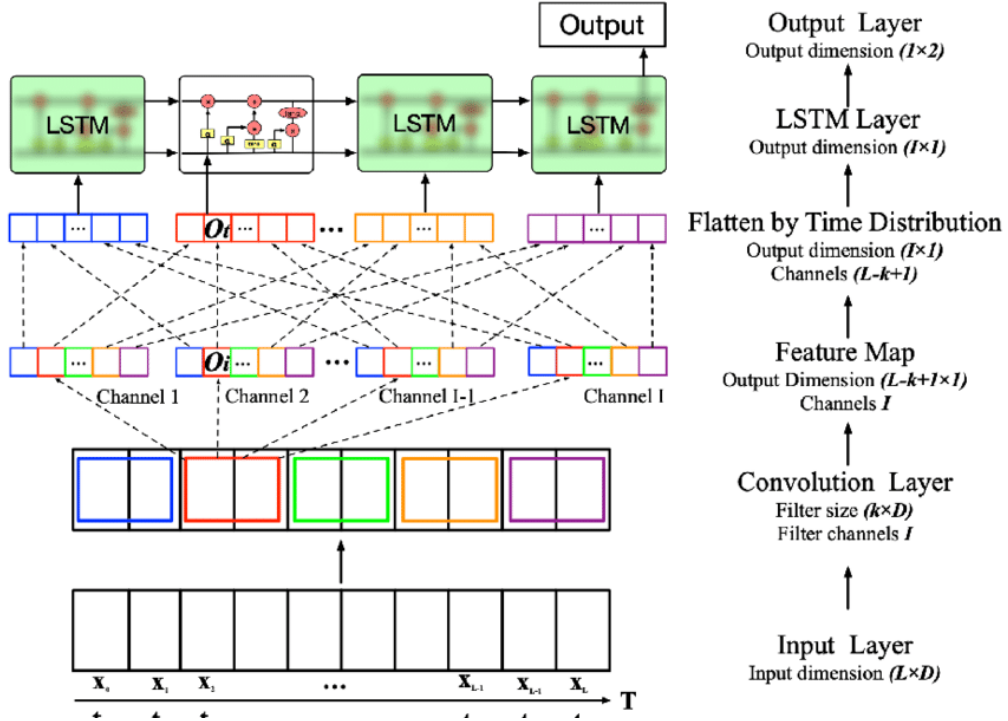 Output
LSTM
LSTM
LSTM
Output Layer
Output dimension (1×2)
LSTM Layer
Output dimension (I×1)
Ot
...
...
...
...
...
Flatten by Time Distribution
Output dimension (I×1)
Channels (L-k+1)
Oi
...
...
...
...
...
Channel 1
Channel 2
Channel I-1
Channel I
Feature Map
Output Dimension (L-k+1×1)
Channels I
Convolution Layer
Filter size (k×D)
Filter channels I
Input Layer
Input dimension (L×D)
X₁ X₂ ... X L-1 X L-1 X L
T